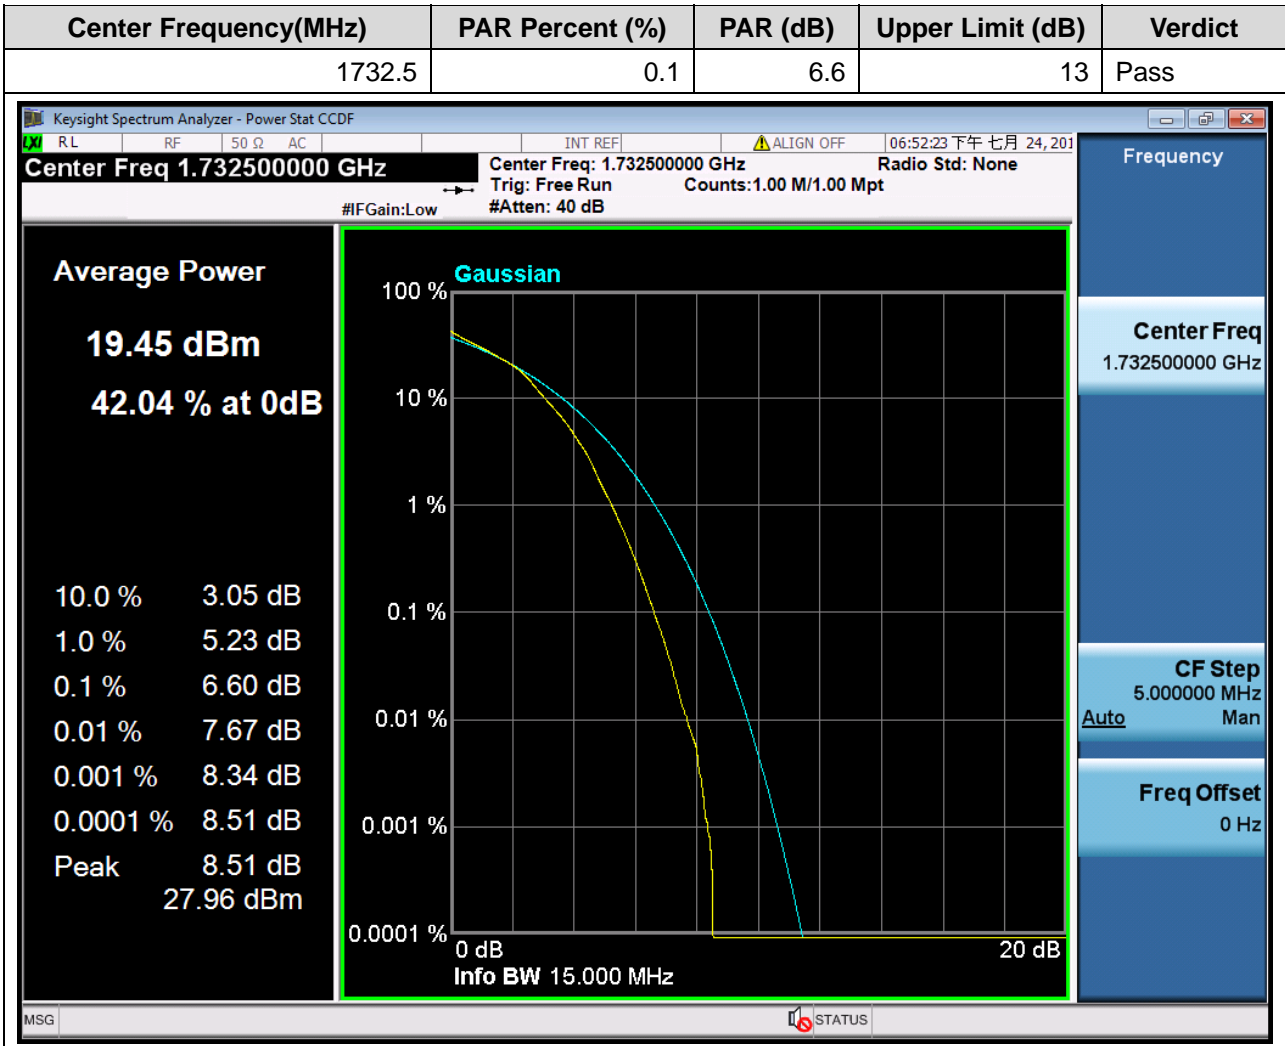 Center Frequency(MHz) PAR Percent (%) PAR (dB) Upper Limit (dB) Verdict
1732.5 0.1 6.6 13 Pass
Keysight Spectrum Analyzer - Power Stat CCDF
LXI RL RF 50 Ω AC INT REF ALIGN OFF 06:52:23 下午 七月 24, 201
Center Freq 1.732500000 GHz
Center Freq: 1.732500000 GHz Radio Std: None
Trig: Free Run Counts:1.00 M/1.00 Mpt
#IFGain:Low #Atten: 40 dB
Frequency
Average Power
19.45 dBm
42.04 % at 0dB
10.0 % 3.05 dB
1.0 % 5.23 dB
0.1 % 6.60 dB
0.01 % 7.67 dB
0.001 % 8.34 dB
0.0001 % 8.51 dB
Peak 8.51 dB
27.96 dBm
Gaussian
100 %
10 %
1 %
0.1 %
0.01 %
0.001 %
0.0001 %
0 dB 20 dB
Info BW 15.000 MHz
Center Freq
1.732500000 GHz
CF Step
5.000000 MHz
Auto Man
Freq Offset
0 Hz
MSG STATUS